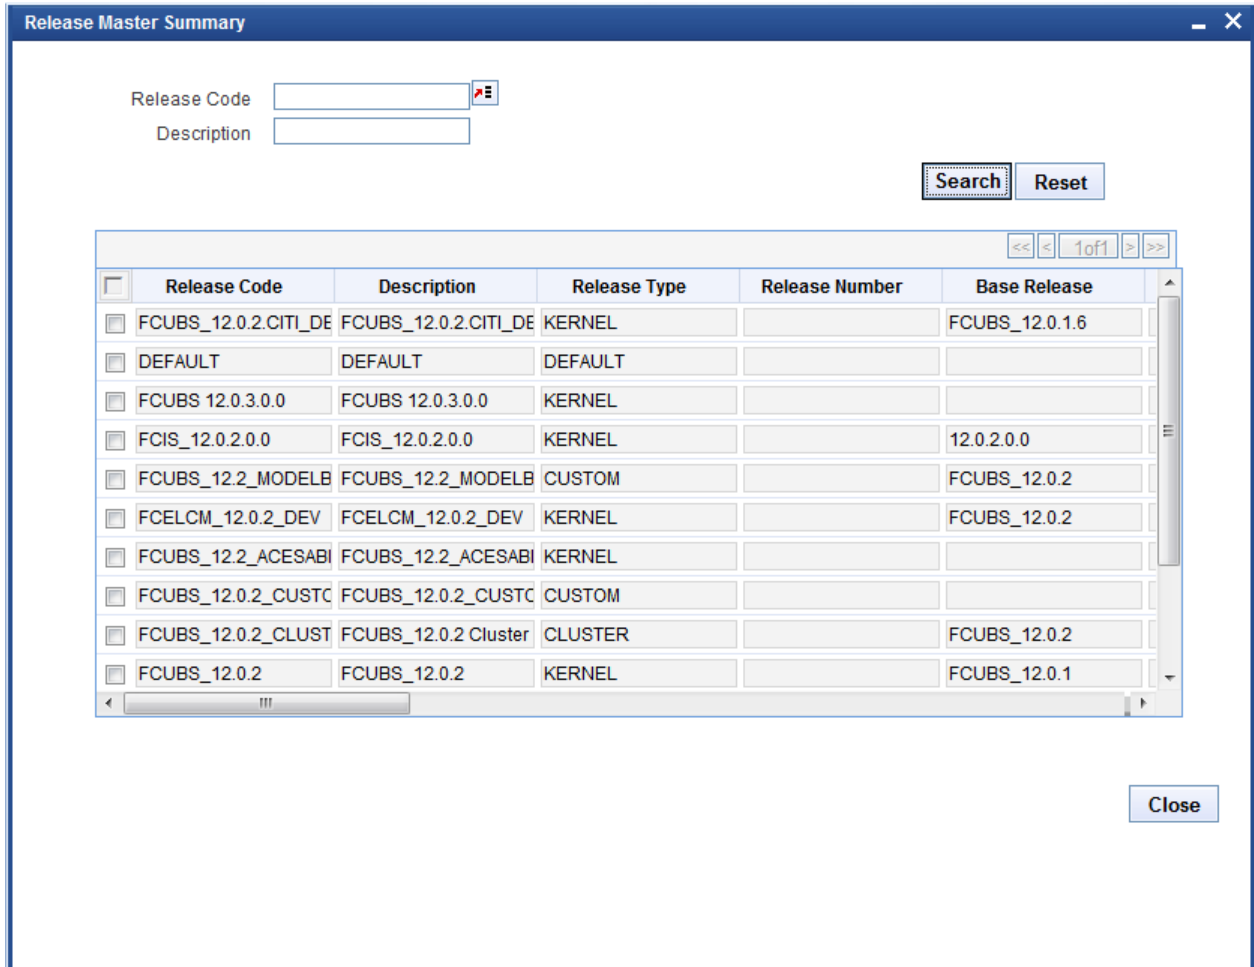 Release Master Summary
Release Code
Description
Search Reset
<< < 1of1 > >>
Release Code Description Release Type Release Number Base Release
FCUBS_12.0.2.CITI_DE FCUBS_12.0.2.CITI_DE KERNEL FCUBS_12.0.1.6
DEFAULT DEFAULT DEFAULT
FCUBS 12.0.3.0.0 FCUBS 12.0.3.0.0 KERNEL
FCIS_12.0.2.0.0 FCIS_12.0.2.0.0 KERNEL 12.0.2.0.0
FCUBS_12.2_MODELB FCUBS_12.2_MODELB CUSTOM FCUBS_12.0.2
FCELCM_12.0.2_DEV FCELCM_12.0.2_DEV KERNEL FCUBS_12.0.2
FCUBS_12.2_ACESABI FCUBS_12.2_ACESABI KERNEL
FCUBS_12.0.2_CUSTO FCUBS_12.0.2_CUSTO CUSTOM
FCUBS_12.0.2_CLUST FCUBS_12.0.2 Cluster CLUSTER FCUBS_12.0.2
FCUBS_12.0.2 FCUBS_12.0.2 KERNEL FCUBS_12.0.1
Close